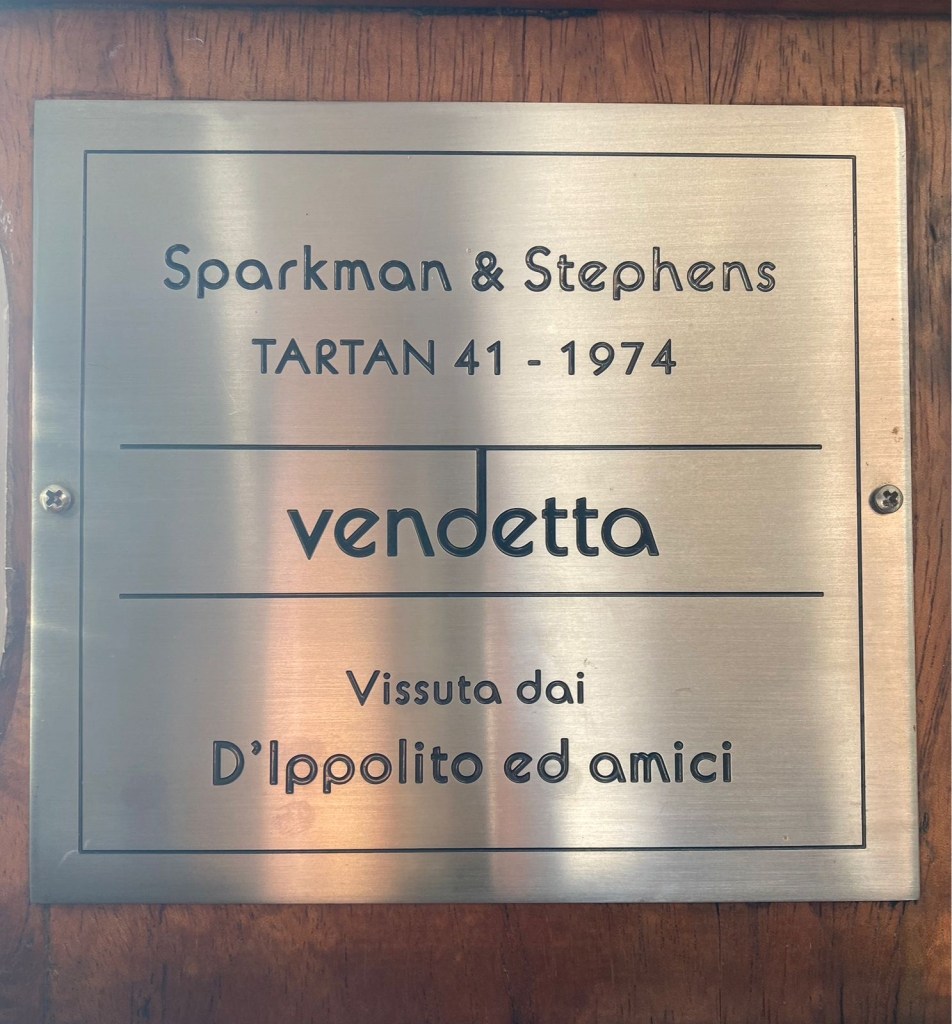 Sparkman & Stephens
TARTAN 41 - 1974
vendetta
Vissuta dai
D'Ippolito ed amici